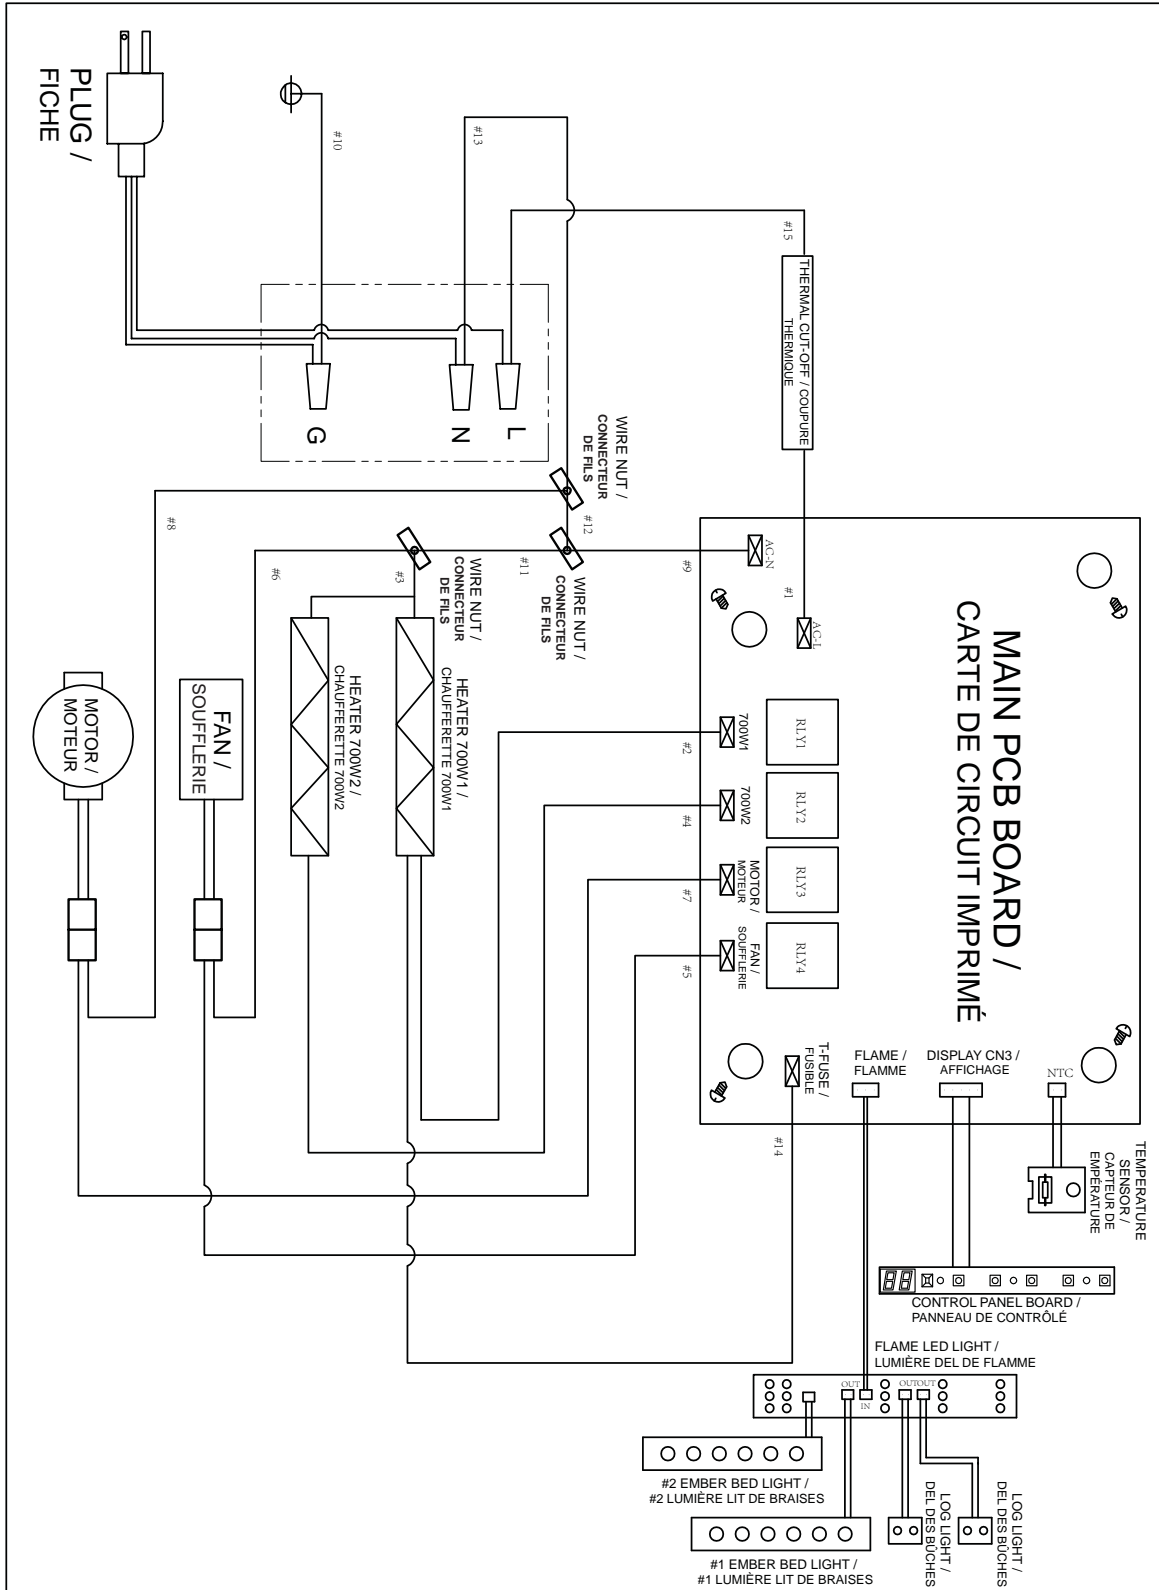 PLUG /
FICHE
#10
#13
#15
THERMAL CUT-OFF / COUPURE
THERMIQUE
G
N
L
WIRE NUT /
CONNECTEUR
DE FILS
#8
#12
#6
#3
WIRE NUT /
CONNECTEUR
DE FILS
#11
WIRE NUT /
CONNECTEUR
DE FILS
#9
#1
AC-N
AC-L
MAIN PCB BOARD /
CARTE DE CIRCUIT IMPRIMÉ
MOTOR /
MOTEUR
FAN /
SOUFFLERIE
HEATER 700W2 /
CHAUFFERETTE 700W2
HEATER 700W1 /
CHAUFFERETTE 700W1
#2
700W1
RLY1
#4
700W2
RLY2
#7
MOTOR /
MOTEUR
RLY3
#5
FAN /
SOUFFLERIE
RLY4
T-FUSE /
FUSIBLE
#14
FLAME /
FLAMME
DISPLAY CN3 /
AFFICHAGE
NTC
TEMPERATURE
SENSOR /
CAPTEUR DE
EMPÉRATURE
88
CONTROL PANEL BOARD /
PANNEAU DE CONTRÔLÉ
FLAME LED LIGHT /
LUMIÈRE DEL DE FLAMME
OUT
IN
OUT
OUT
#2 EMBER BED LIGHT /
#2 LUMIÈRE LIT DE BRAISES
#1 EMBER BED LIGHT /
#1 LUMIÈRE LIT DE BRAISES
LOG LIGHT /
DEL DES BÛCHES
LOG LIGHT /
DEL DES BÛCHES